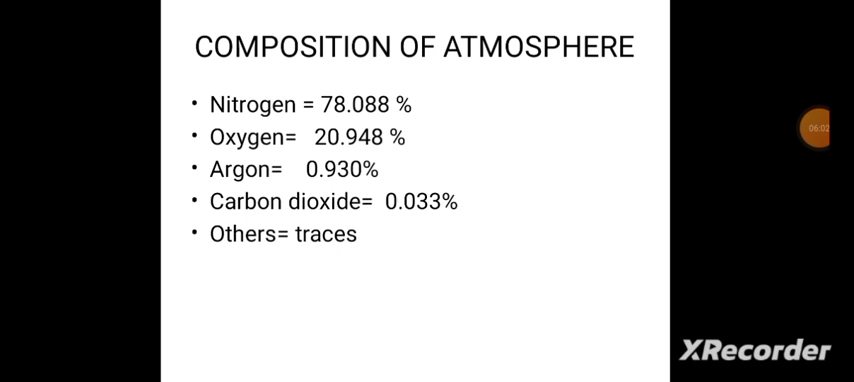 COMPOSITION OF ATMOSPHERE
• Nitrogen = 78.088 %
• Oxygen= 20.948 %
• Argon= 0.930%
• Carbon dioxide= 0.033%
• Others= traces
06:02
XRecorder